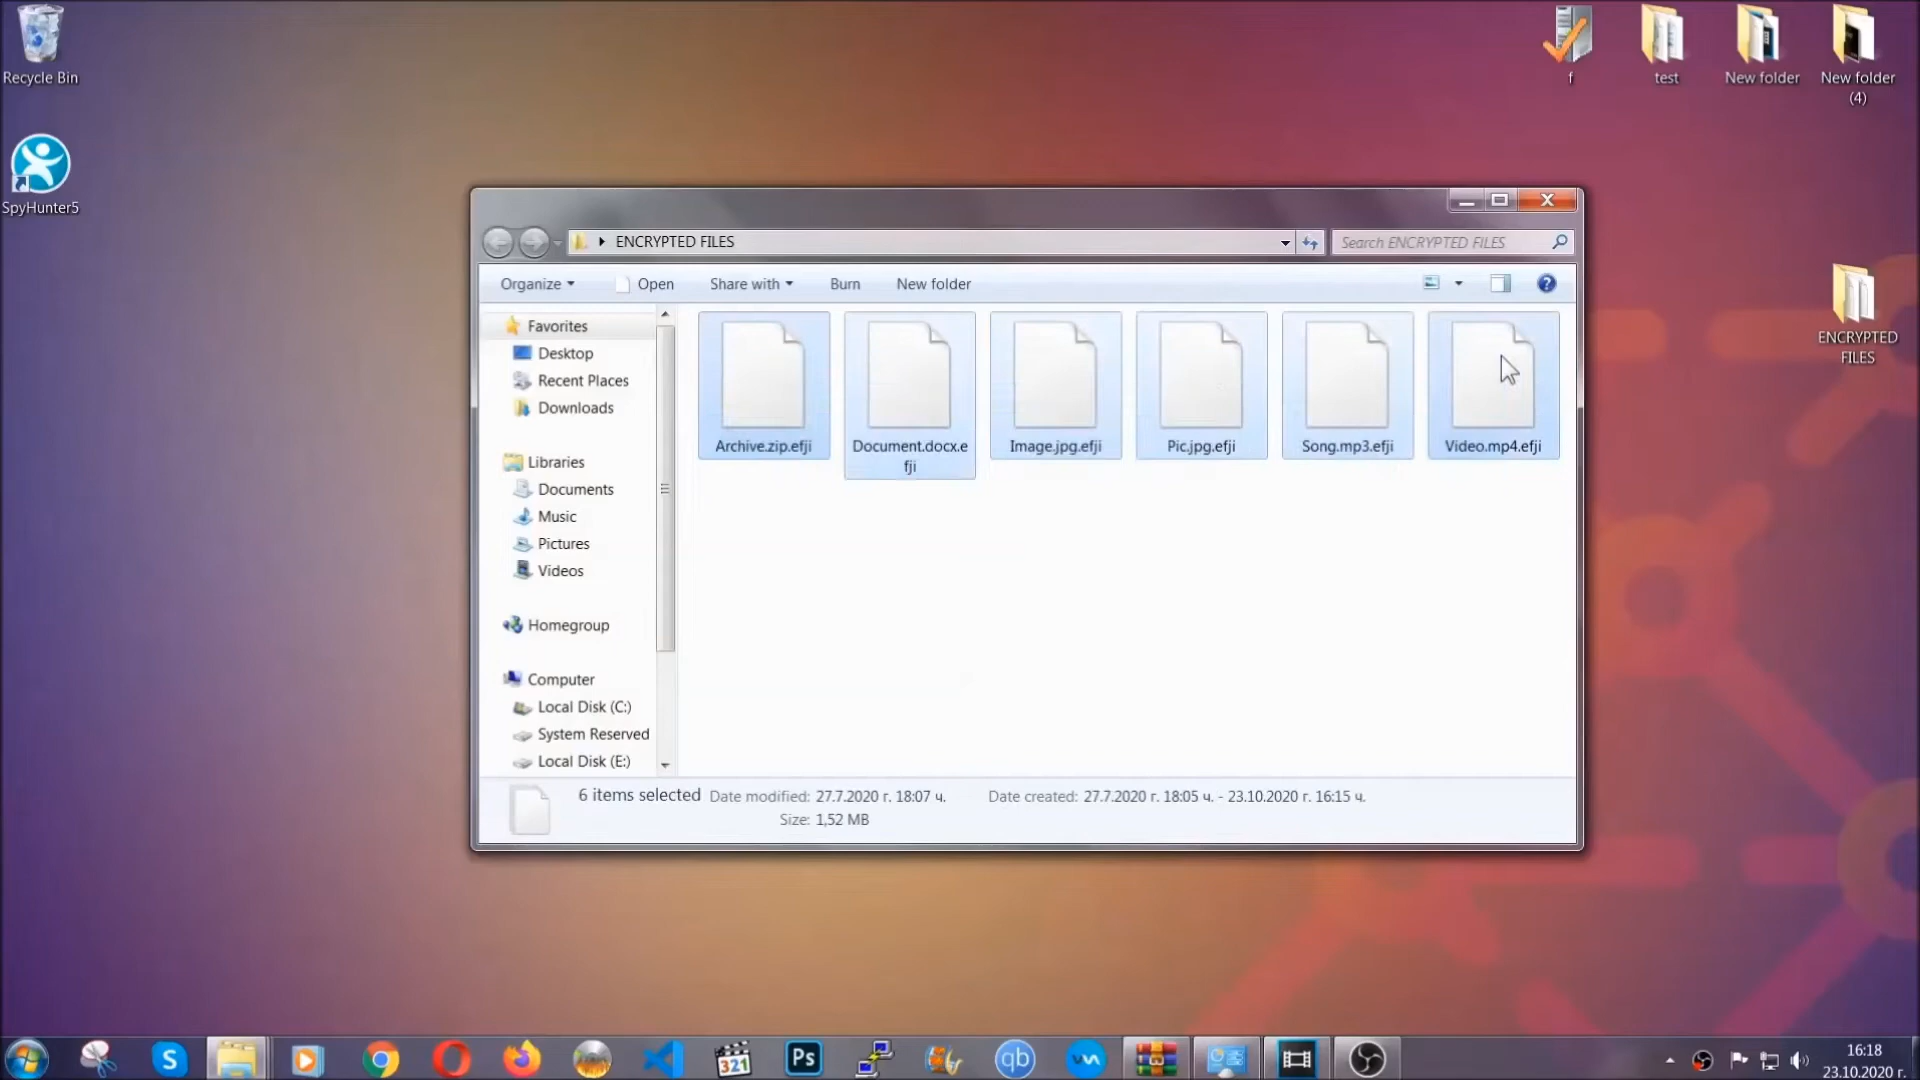 Recycle Bin
SpyHunter5
f
test
New folder
New folder
(4)
ENCRYPTED
FILES
ENCRYPTED FILES
Search ENCRYPTED FILES
Organize
Open
Share with
Burn
New folder
Favorites
Desktop
Recent Places
Downloads
Libraries
Documents
Music
Pictures
Videos
Homegroup
Computer
Local Disk (C:)
System Reserved
Local Disk (E:)
Archive.zip.efji
Document.docx.e
fji
Image.jpg.efji
Pic.jpg.efji
Song.mp3.efji
Video.mp4.efji
6 items selected
Date modified: 27.7.2020 г. 18:07 ч.
Date created: 27.7.2020 г. 18:05 ч. - 23.10.2020 г. 16:15 ч.
Size: 1,52 MB
S
321
Ps
qb
16:18
23.10.2020 г.